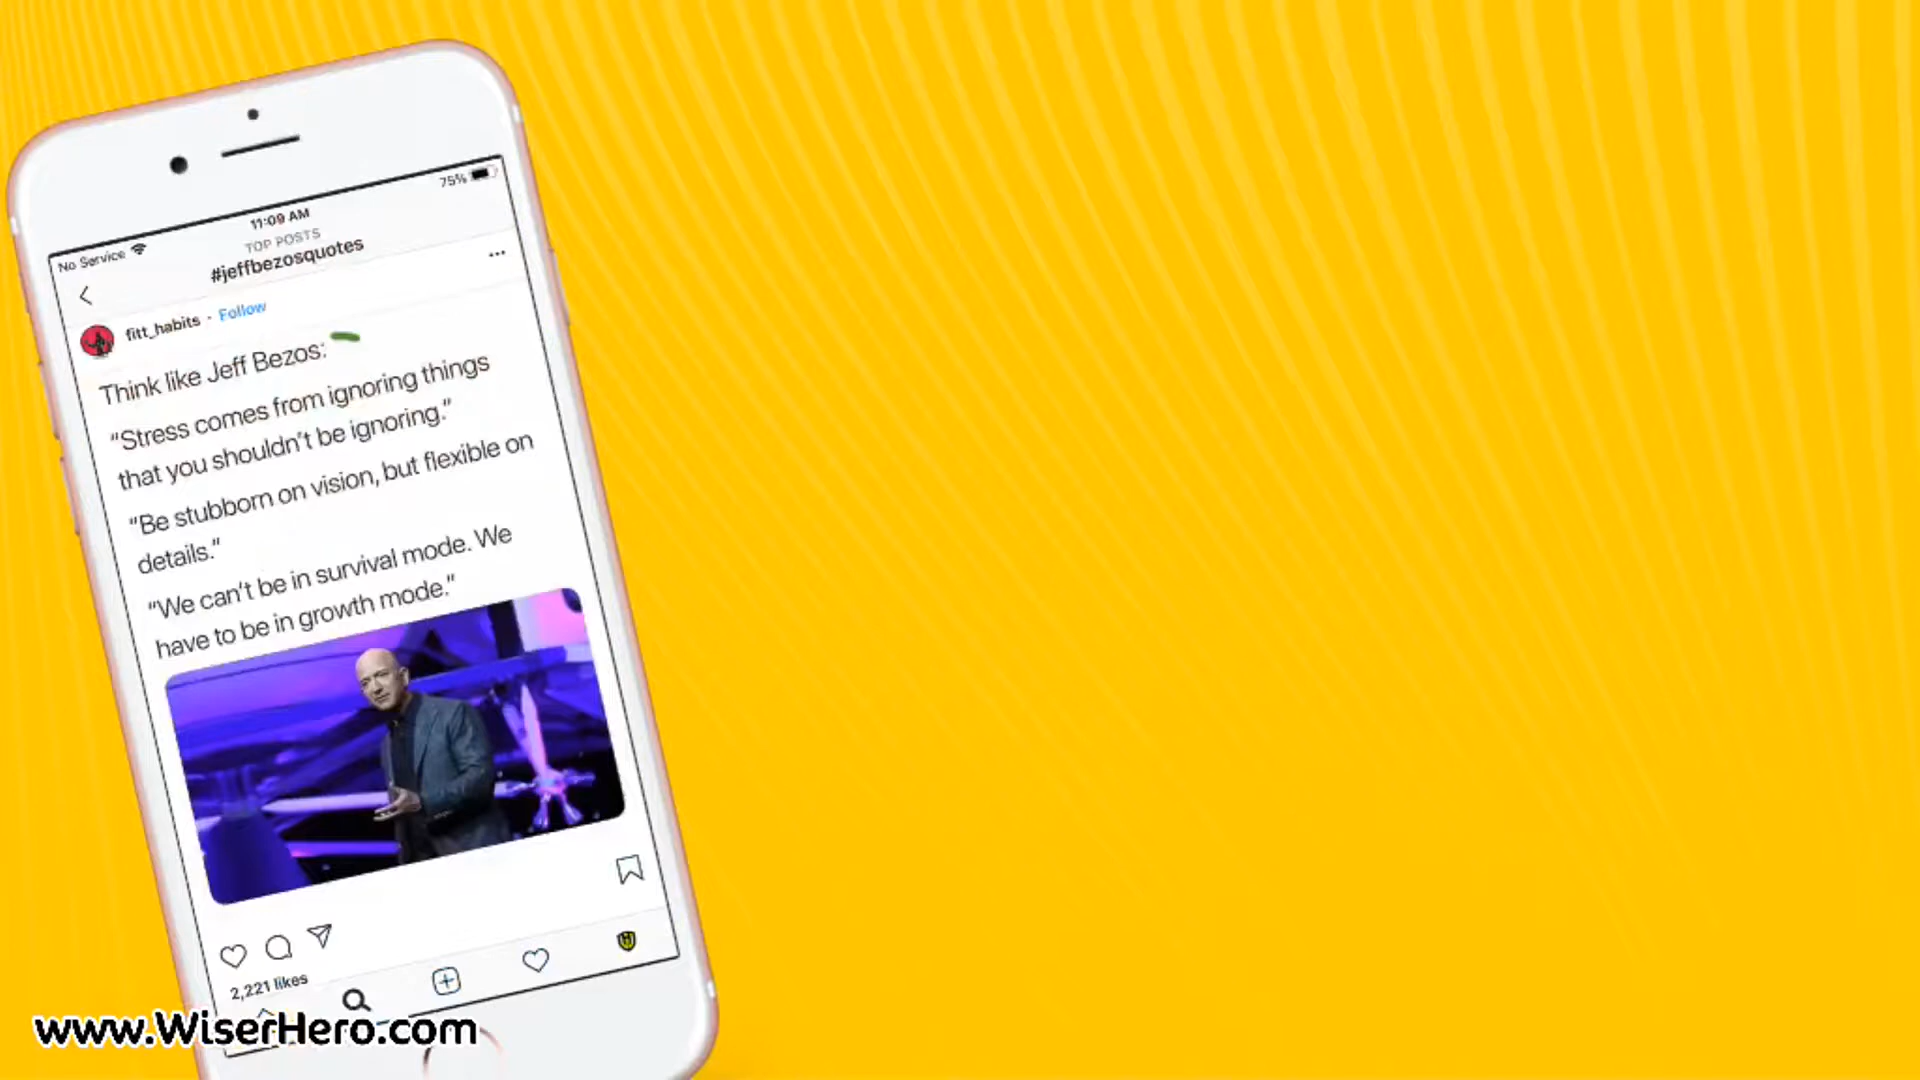 75%
11:09 AM
No Service
TOP POSTS
#jeffbezosquotes
fitt_habits · Follow
Think like Jeff Bezos:
“Stress comes from ignoring things
that you shouldn’t be ignoring.”
“Be stubborn on vision, but flexible on
details.”
“We can’t be in survival mode. We
have to be in growth mode.”
2,221 likes
www.WiserHero.com